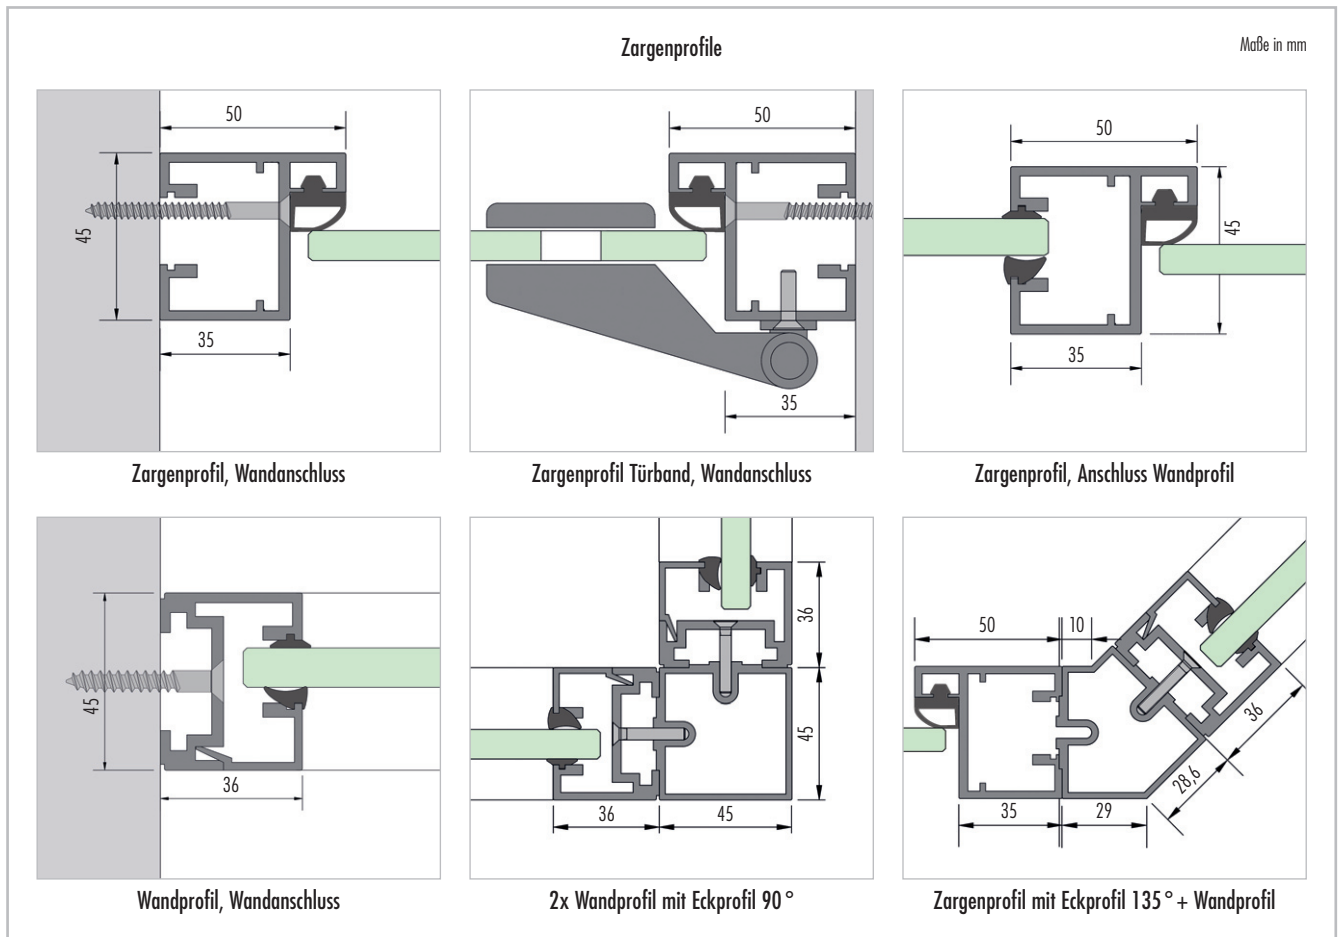 Zargenprofile
Maße in mm
50
45
35
Zargenprofil, Wandanschluss
50
35
Zargenprofil Türband, Wandanschluss
50
45
35
Zargenprofil, Anschluss Wandprofil
45
36
Wandprofil, Wandanschluss
36
45
36
45
2x Wandprofil mit Eckprofil 90°
50
10
36
28,6
35
29
Zargenprofil mit Eckprofil 135° + Wandprofil